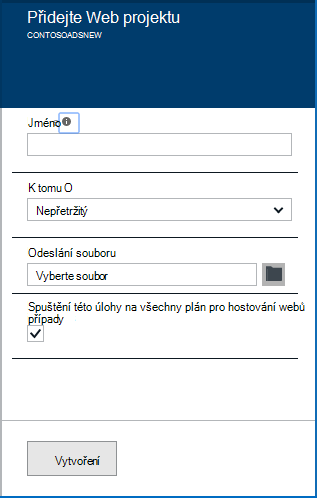 Přidejte Web projektu
CONTOSOADSNEW
Jméno
K tomu O
Nepřetržitý
Odeslání souboru
Vyberte soubor
Spuštění této úlohy na všechny plán pro hostování webů
případy
Vytvoření